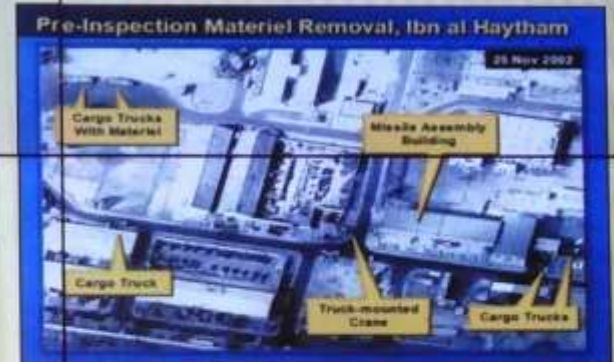 Pre-Inspection Materiel Removal, Ibn al Haytham
25 Nov 2002
Cargo Trucks
With Materiel
Missile Assembly
Building
Cargo Truck
Truck-mounted
Crane
Cargo Trucks